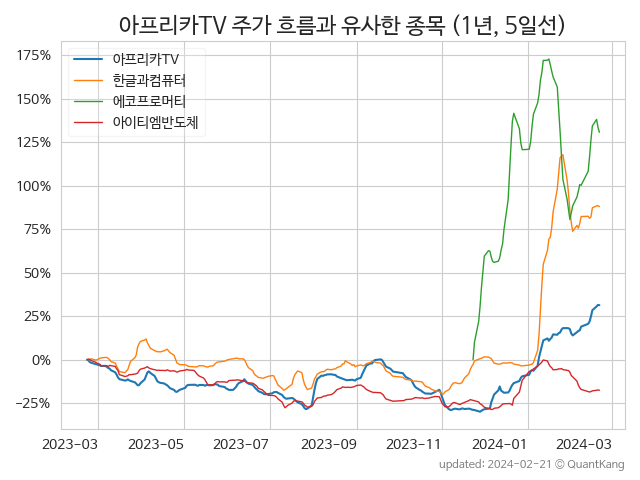 아프리카TV 주가 흐름과 유사한 종목 (1년, 5일선)
아프리카TV
한글과컴퓨터
에코프로머티
아이티엠반도체
175%
150%
125%
100%
75%
50%
25%
0%
−25%
2023-03 2023-05 2023-07 2023-09 2023-11 2024-01 2024-03
updated: 2024-02-21 © QuantKang